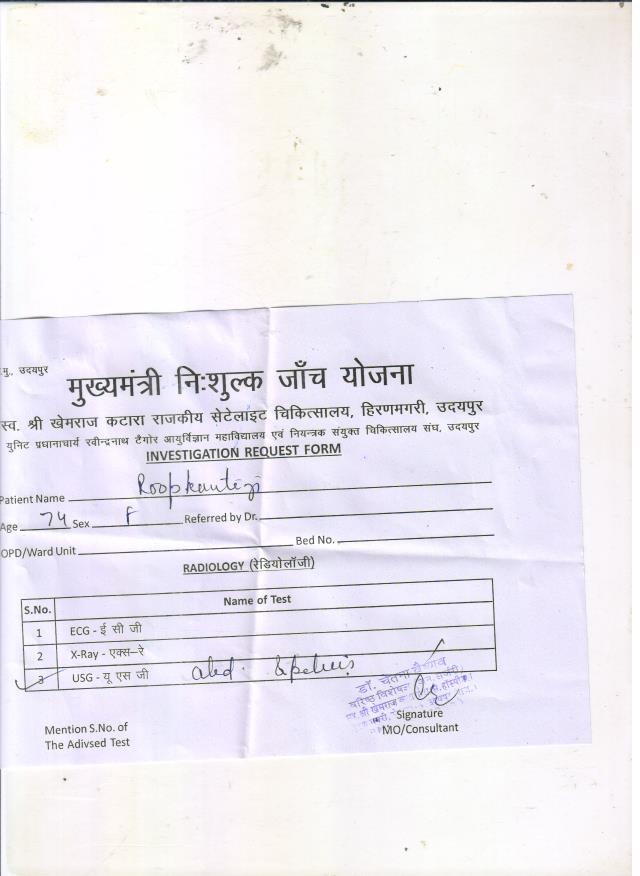 मु., उदयपुर
मुख्यमंत्री निःशुल्क जाँच योजना
स्व. श्री खेमराज कटारा राजकीय सेटेलाइट चिकित्सालय, हिरणमगरी, उदयपुर
युनिट प्रधानाचार्य रवीन्द्रनाथ टैगोर आयुर्विज्ञान महाविद्यालय एवं नियन्त्रक संयुक्त चिकित्सालय संघ, उदयपुर
INVESTIGATION REQUEST FORM
Patient Name
Age 74 Sex F Referred by Dr.
OPD/Ward Unit Bed No.
RADIOLOGY (रेडियोलॉजी)
S.No. Name of Test
1 ECG - ई सी जी
2 X-Ray - एक्स–रे
3 USG - यू एस जी abd. & pelvis
डॉ. चेतना
वरिष्ठ
श्री खेमराज
Signature
MO/Consultant
Mention S.No. of
The Adivsed Test